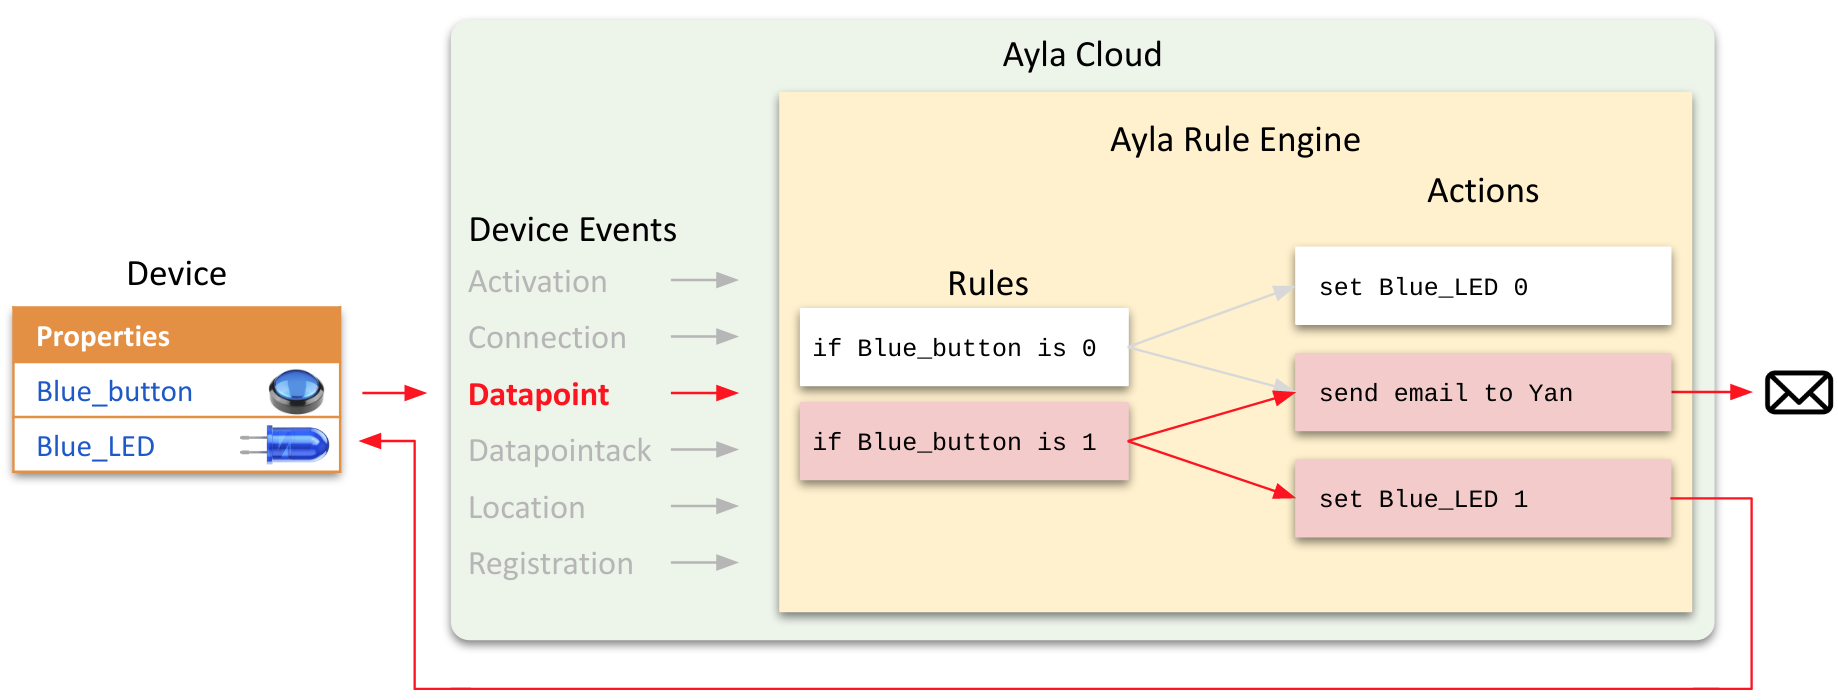 Ayla Cloud
Ayla Rule Engine
Actions
Device Events
Device
Activation
Rules
set Blue_LED 0
Properties
Connection
if Blue_button is 0
Blue_button
Datapoint
send email to Yan
Blue_LED
Datapointack
if Blue_button is 1
Location
set Blue_LED 1
Registration